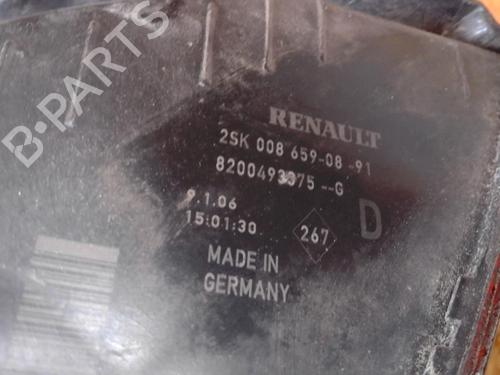 B-PARTS
RENAULT
2SK 008 659-08 -91
8200493375 --G
9.1.06
15:01:30
267
D
MADE IN
GERMANY